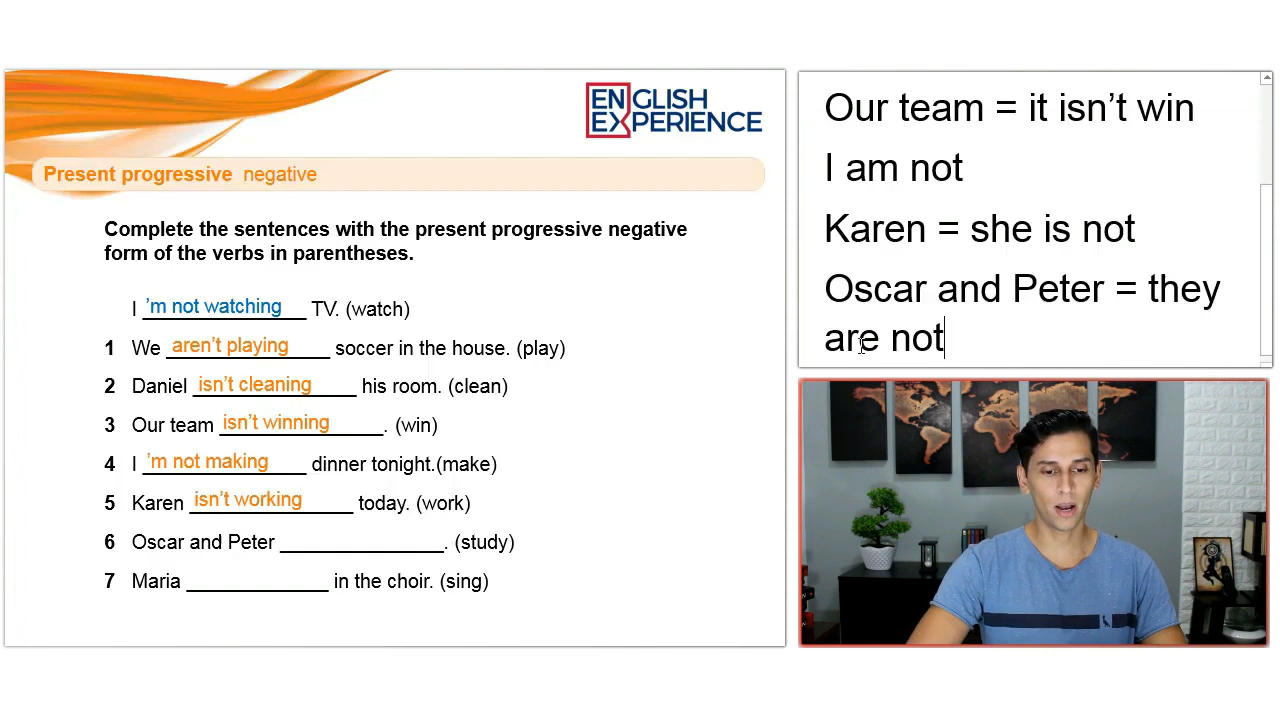 ENGLISH
EXPERIENCE
Present progressive negative
Complete the sentences with the present progressive negative
form of the verbs in parentheses.
I 'm not watching TV. (watch)
1 We aren't playing soccer in the house. (play)
2 Daniel isn't cleaning his room. (clean)
3 Our team isn't winning. (win)
4 I 'm not making dinner tonight.(make)
5 Karen isn't working today. (work)
6 Oscar and Peter _______________. (study)
7 Maria _____________ in the choir. (sing)
Our team = it isn’t win
I am not
Karen = she is not
Oscar and Peter = they
are not